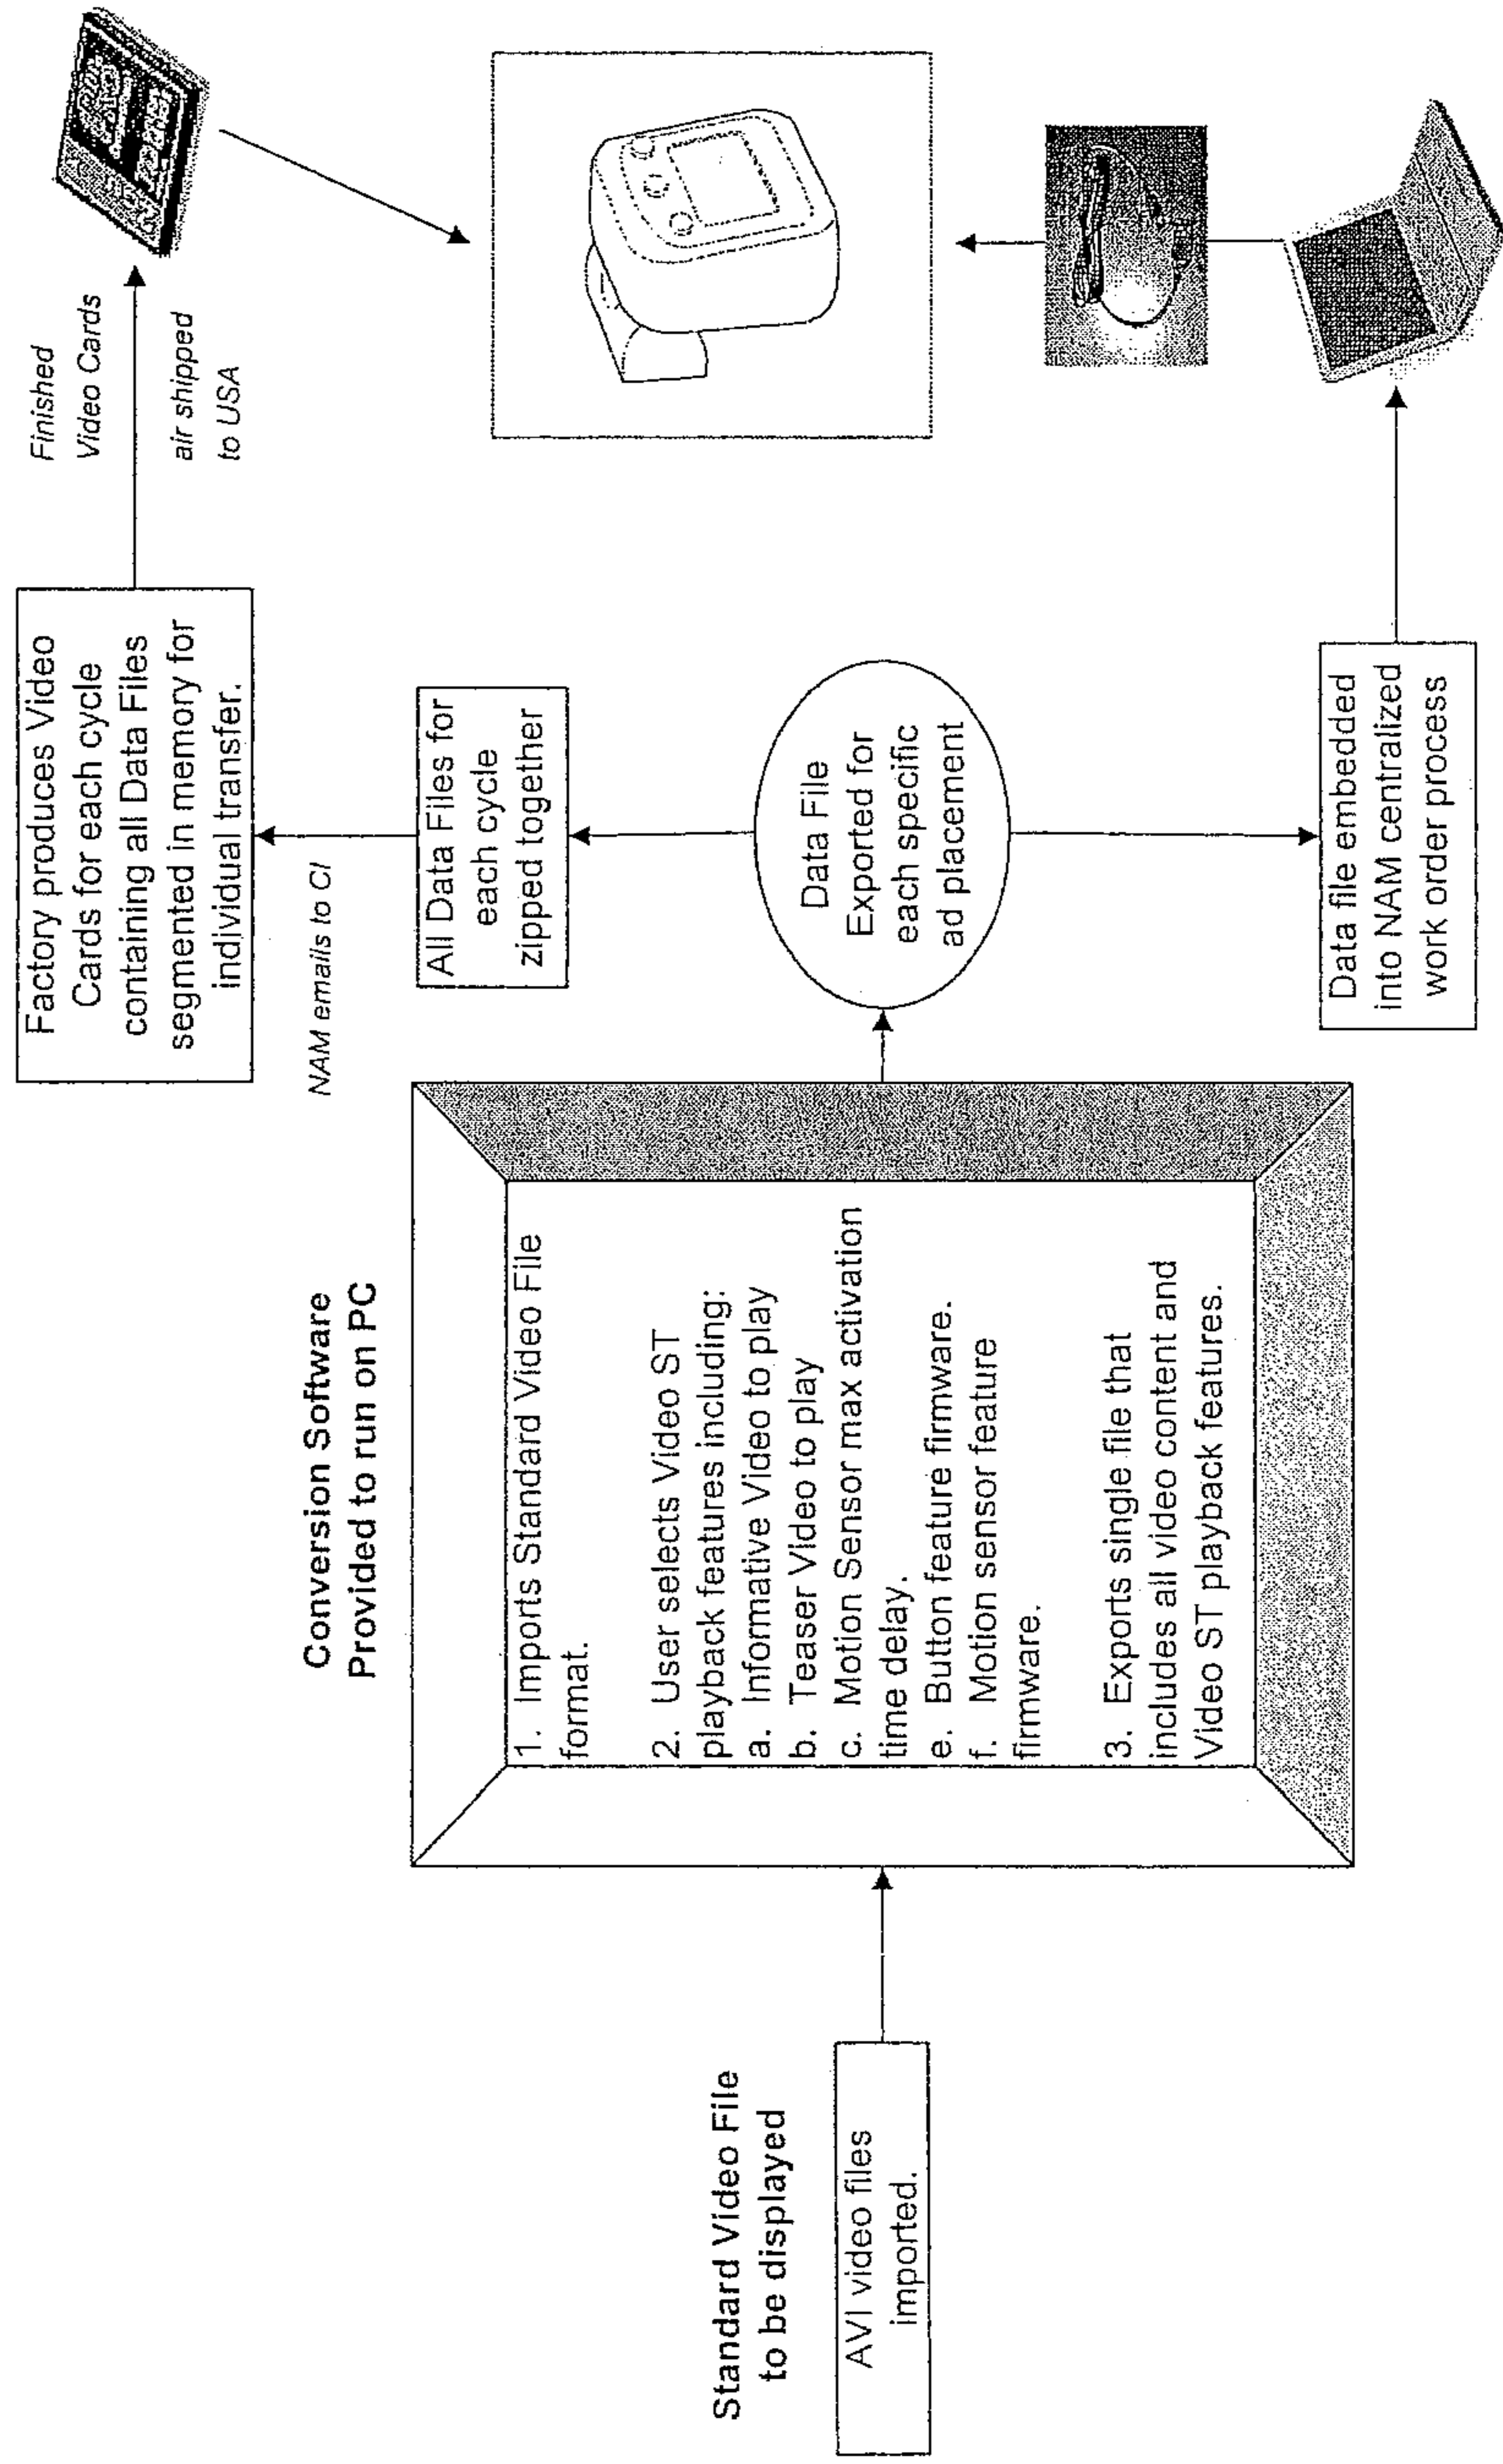 Standard Video File
to be displayed
AVI video files
imported.
Conversion Software
Provided to run on PC
1. Imports Standard Video File
format.
2. User selects Video ST
playback features including:
a. Informative Video to play
b. Teaser Video to play
c. Motion Sensor max activation
time delay.
e. Button feature firmware.
f. Motion sensor feature
firmware.
3. Exports single file that
includes all video content and
Video ST playback features.
Data File
Exported for
each specific
ad placement
All Data Files for
each cycle
zipped together
NAM emails to CI
Factory produces Video
Cards for each cycle
containing all Data Files
segmented in memory for
individual transfer.
Finished
Video Cards
air shipped
to USA
Data file embedded
into NAM centralized
work order process